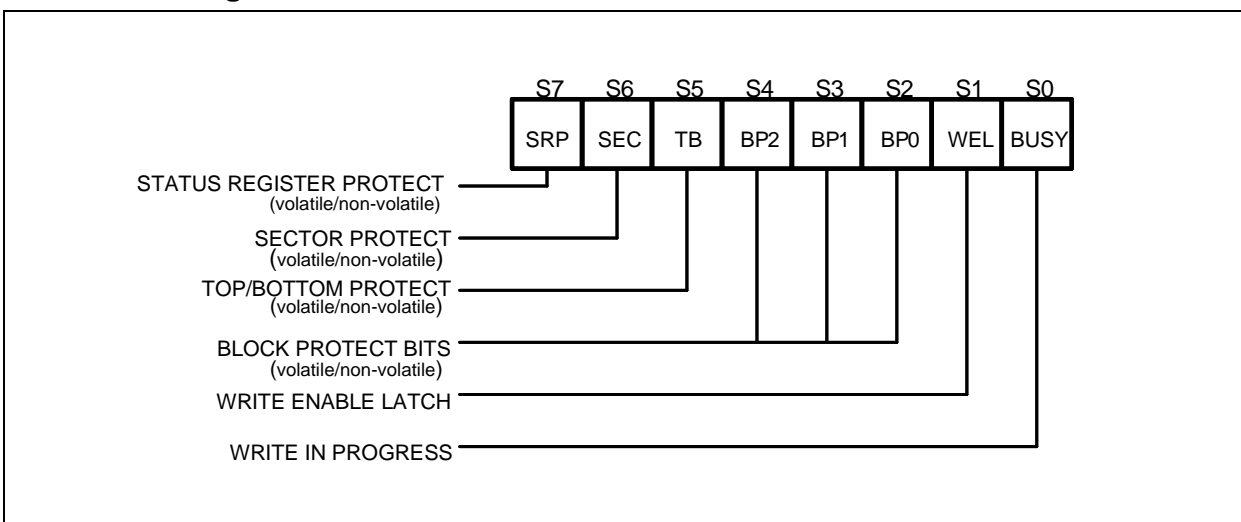 S7 S6 S5 S4 S3 S2 S1 S0
SRP SEC TB BP2 BP1 BP0 WEL BUSY
STATUS REGISTER PROTECT
(volatile/non-volatile)
SECTOR PROTECT
(volatile/non-volatile)
TOP/BOTTOM PROTECT
(volatile/non-volatile)
BLOCK PROTECT BITS
(volatile/non-volatile)
WRITE ENABLE LATCH
WRITE IN PROGRESS